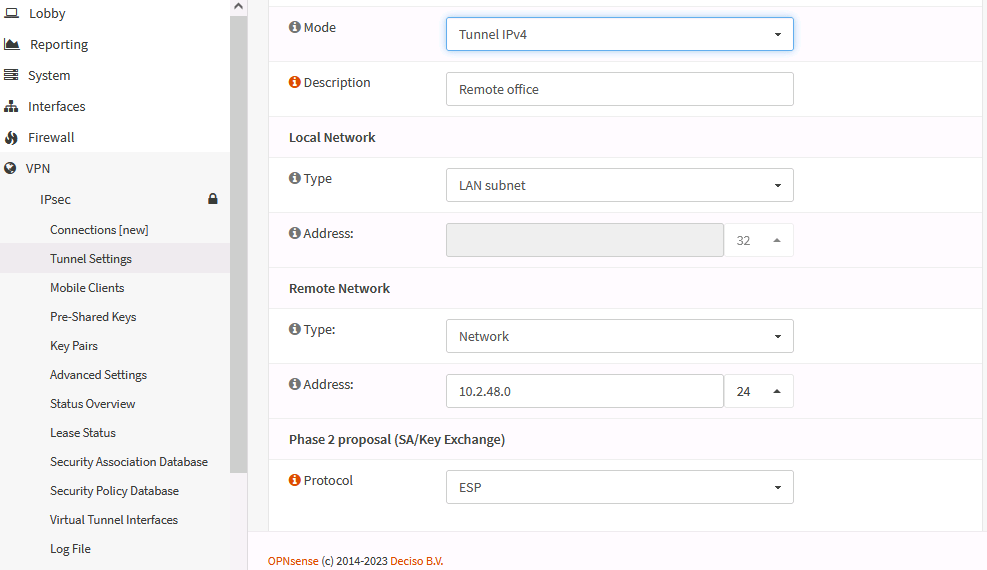 Lobby
Reporting
System
Interfaces
Firewall
VPN
IPsec
Connections [new]
Tunnel Settings
Mobile Clients
Pre-Shared Keys
Key Pairs
Advanced Settings
Status Overview
Lease Status
Security Association Database
Security Policy Database
Virtual Tunnel Interfaces
Log File
Mode Tunnel IPv4
Description Remote office
Local Network
Type LAN subnet
Address: 32
Remote Network
Type: Network
Address: 10.2.48.0 24
Phase 2 proposal (SA/Key Exchange)
Protocol ESP
OPNsense (c) 2014-2023 Deciso B.V.